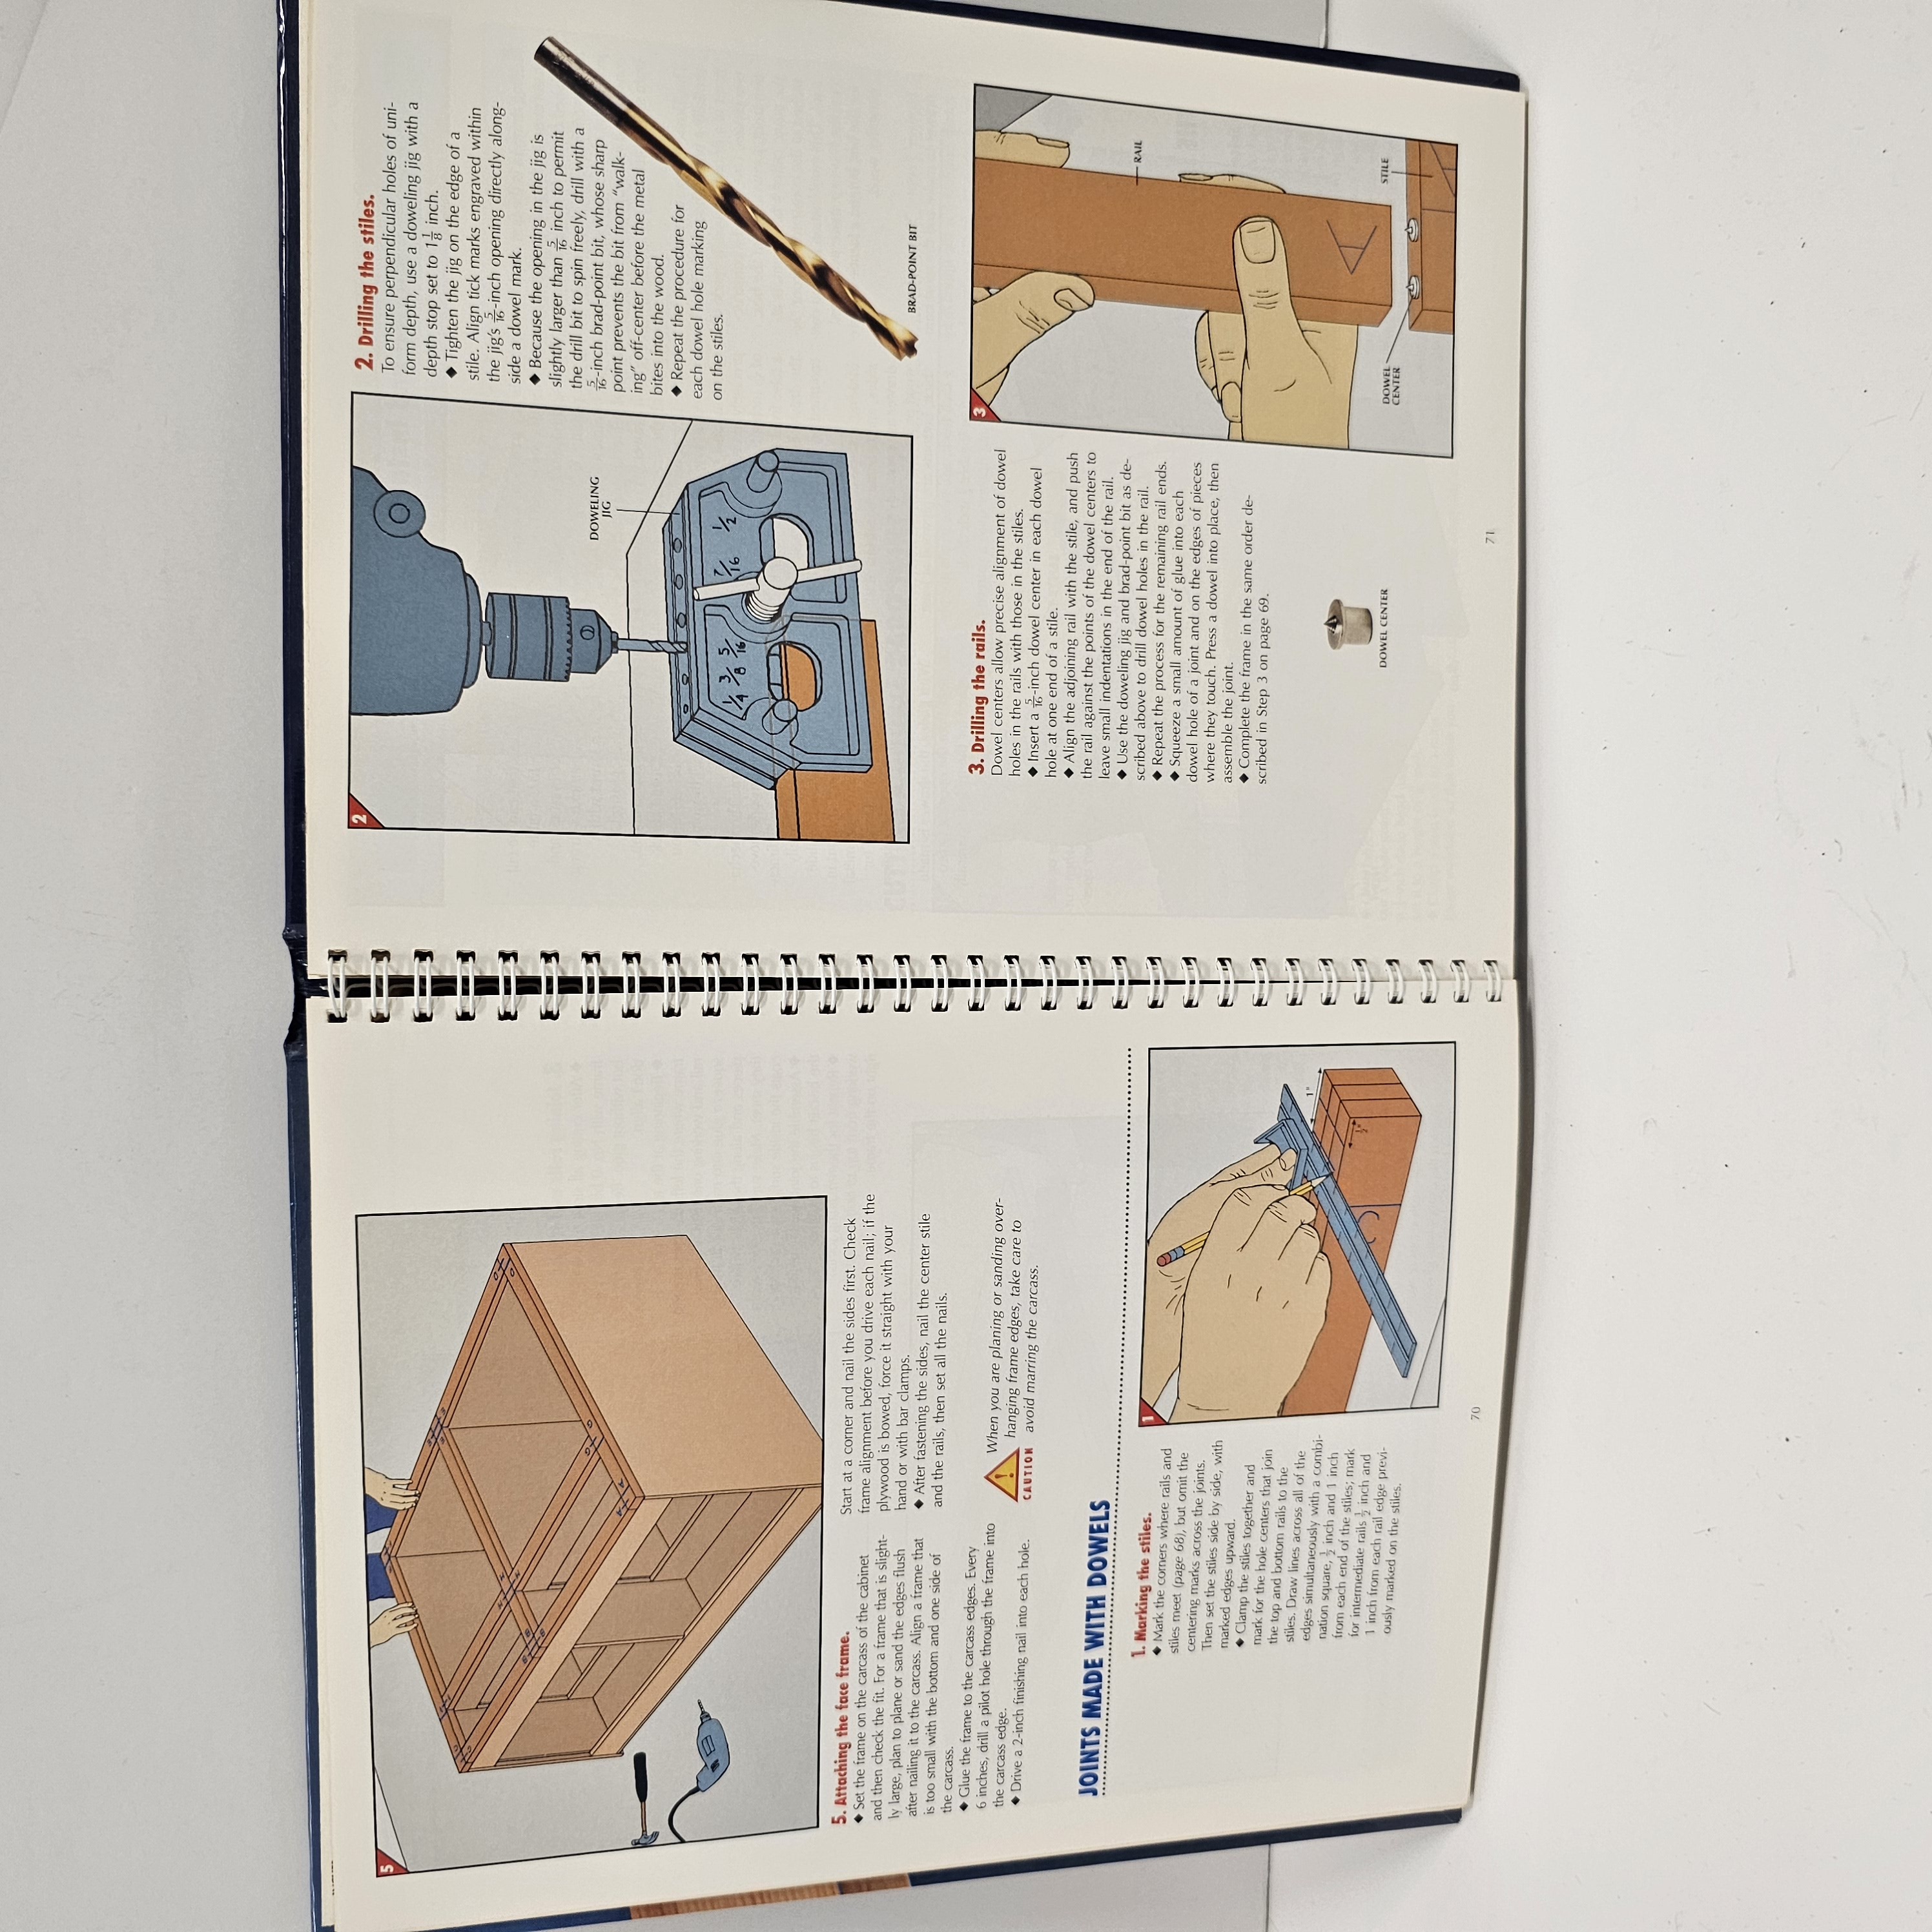 5
5. Attaching the face frame.
◆ Set the frame on the carcass of the cabinet
and then check the fit. For a frame that is slight-
ly large, plan to plane or sand the edges flush
after nailing it to the carcass. Align a frame that
is too small with the bottom and one side of
the carcass.
◆ Glue the frame to the carcass edges. Every
6 inches, drill a pilot hole through the frame into
the carcass edge.
◆ Drive a 2-inch finishing nail into each hole.
Start at a corner and nail the sides first. Check
frame alignment before you drive each nail; if the
plywood is bowed, force it straight with your
hand or with bar clamps.
◆ After fastening the sides, nail the center stile
and the rails, then set all the nails.
CAUTION
When you are planing or sanding over-
hanging frame edges, take care to
avoid marring the carcass.
JOINTS MADE WITH DOWELS
1. Marking the stiles.
◆ Mark the corners where rails and
stiles meet (page 68), but omit the
centering marks across the joints.
Then set the stiles side by side, with
marked edges upward.
◆ Clamp the stiles together and
mark for the hole centers that join
the top and bottom rails to the
stiles. Draw lines across all of the
edges simultaneously with a combi-
nation square, 1/2 inch and 1 inch
from each end of the stiles; mark
for intermediate rails 1/2 inch and
1 inch from each rail edge previ-
ously marked on the stiles.
1
1"
1/2"
70
2
DOWELING
JIG
1/4 3/8 5/16 7/16 1/2
2. Drilling the stiles.
To ensure perpendicular holes of uni-
form depth, use a doweling jig with a
depth stop set to 1 1/8 inch.
◆ Tighten the jig on the edge of a
stile. Align tick marks engraved within
the jig's 5/16-inch opening directly along-
side a dowel mark.
◆ Because the opening in the jig is
slightly larger than 5/16 inch to permit
the drill bit to spin freely, drill with a
5/16-inch brad-point bit, whose sharp
point prevents the bit from “walk-
ing” off-center before the metal
bites into the wood.
◆ Repeat the procedure for
each dowel hole marking
on the stiles.
BRAD-POINT BIT
3. Drilling the rails.
Dowel centers allow precise alignment of dowel
holes in the rails with those in the stiles.
◆ Insert a 5/16-inch dowel center in each dowel
hole at one end of a stile.
◆ Align the adjoining rail with the stile, and push
the rail against the points of the dowel centers to
leave small indentations in the end of the rail.
◆ Use the doweling jig and brad-point bit as de-
scribed above to drill dowel holes in the rail.
◆ Repeat the process for the remaining rail ends.
◆ Squeeze a small amount of glue into each
dowel hole of a joint and on the edges of pieces
where they touch. Press a dowel into place, then
assemble the joint.
◆ Complete the frame in the same order de-
scribed in Step 3 on page 69.
DOWEL CENTER
3
RAIL
A
DOWEL
CENTER
STILE
71